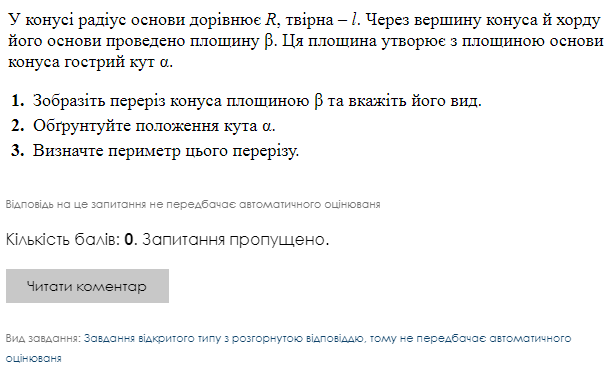 У конусі радіус основи дорівнює R, твірна – l. Через вершину конуса й хорду
його основи проведено площину β. Ця площина утворює з площиною основи
конуса гострий кут α.
1. Зобразіть переріз конуса площиною β та вкажіть його вид.
2. Обґрунтуйте положення кута α.
3. Визначте периметр цього перерізу.
Відповідь на це запитання не передбачає автоматичного оцінюваня
Кількість балів: 0. Запитання пропущено.
Читати коментар
Вид завдання: Завдання відкритого типу з розгорнутою відповіддю, тому не передбачає автоматичного
оцінюваня